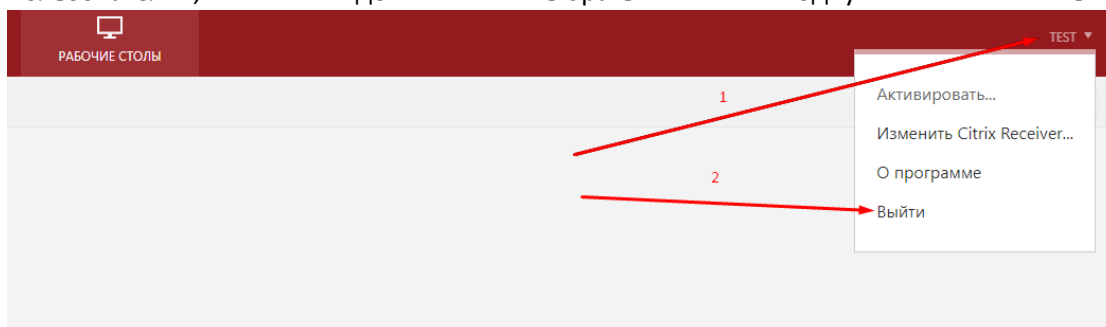 TEST ▼
РАБОЧИЕ СТОЛЫ
1
Активировать...
Изменить Citrix Receiver...
О программе
2
Выйти